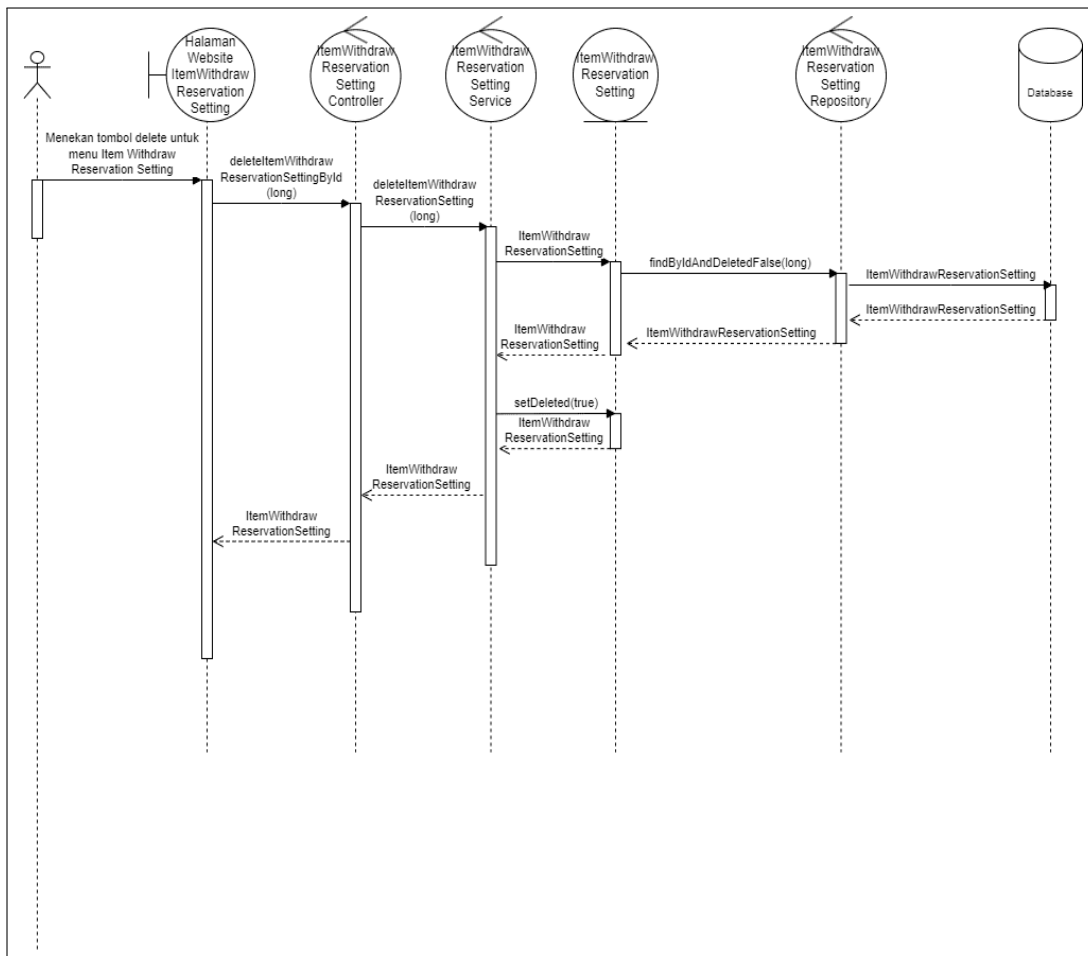 Halaman
Website
ItemWithdraw
Reservation
Setting
ItemWithdraw
Reservation
Setting
Controller
ItemWithdraw
Reservation
Setting
Service
ItemWithdraw
Reservation
Setting
ItemWithdraw
Reservation
Setting
Repository
Database
Menekan tombol delete untuk
menu Item Withdraw
Reservation Setting
deleteItemWithdraw
ReservationSettingById
(long)
deleteItemWithdraw
ReservationSetting
(long)
ItemWithdraw
ReservationSetting
findByIdAndDeletedFalse(long)
ItemWithdrawReservationSetting
ItemWithdrawReservationSetting
ItemWithdrawReservationSetting
ItemWithdraw
ReservationSetting
setDeleted(true)
ItemWithdraw
ReservationSetting
ItemWithdraw
ReservationSetting
ItemWithdraw
ReservationSetting